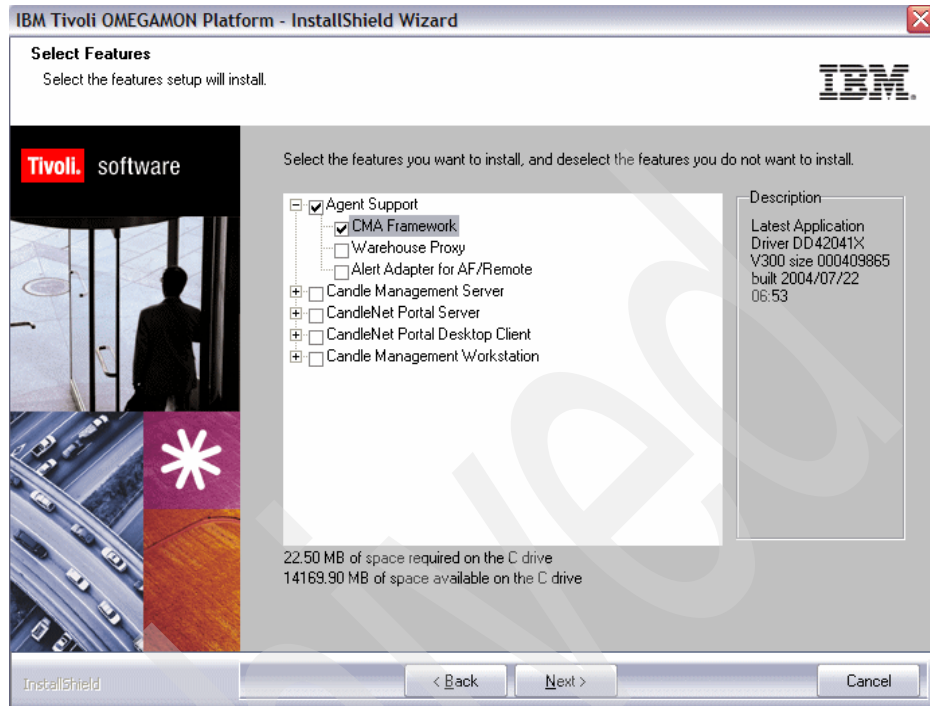 IBM Tivoli OMEGAMON Platform - InstallShield Wizard
Select Features
Select the features setup will install.
IBM.
Tivoli. software
Select the features you want to install, and deselect the features you do not want to install.
Agent Support
CMA Framework
Warehouse Proxy
Alert Adapter for AF/Remote
Candle Management Server
CandleNet Portal Server
CandleNet Portal Desktop Client
Candle Management Workstation
Description
Latest Application
Driver DD42041X
V300 size 000409865
built 2004/07/22
06:53
22.50 MB of space required on the C drive
14169.90 MB of space available on the C drive
InstallShield
< Back
Next >
Cancel